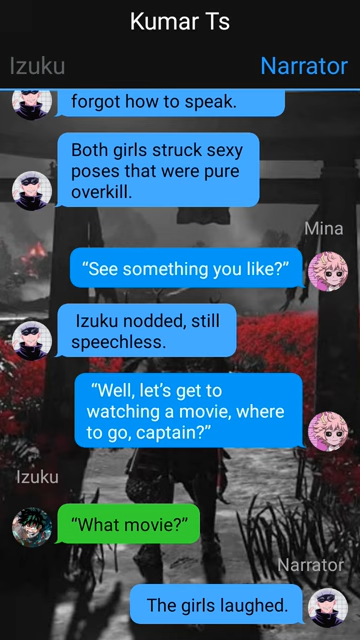 Kumar Ts
Izuku
Narrator
forgot how to speak.
Both girls struck sexy
poses that were pure
overkill.
Mina
“See something you like?”
Izuku nodded, still
speechless.
“Well, let’s get to
watching a movie, where
to go, captain?”
Izuku
“What movie?”
Narrator
The girls laughed.